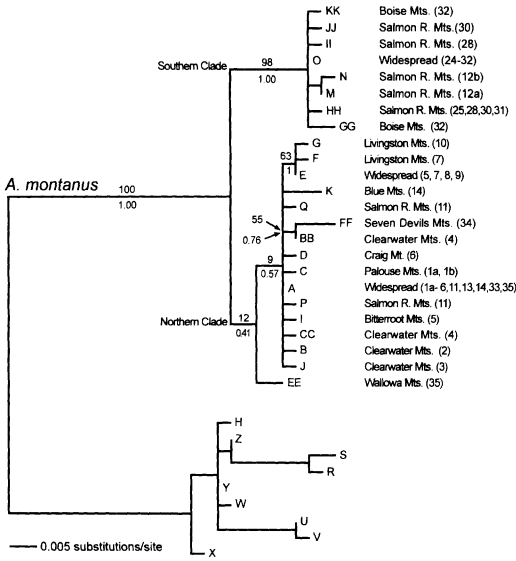 KK Boise Mts. (32)
JJ Salmon R. Mts.(30)
II Salmon R. Mts. (28)
Southern Clade 98 1.00 O Widespread (24-32)
N Salmon R. Mts. (12b)
M Salmon R. Mts. (12a)
HH Salmon R. Mts. (25,28,30,31)
GG Boise Mts. (32)
G Livingston Mts. (10)
63 F Livingston Mts. (7)
1 E Widespread (5, 7, 8, 9)
A. montanus 100 1.00 K Blue Mts. (14)
Q Salmon R. Mts. (11)
55 FF Seven Devils Mts. (34)
0.76 BB Clearwater Mts. (4)
D Craig Mt. (6)
9 0.57 C Palouse Mts. (1a, 1b)
A Widespread (1a- 6,11,13,14,33,35)
P Salmon R. Mts. (11)
Northern Clade 12 0.41 I Bitterroot Mts. (5)
CC Clearwater Mts. (4)
B Clearwater Mts. (2)
J Clearwater Mts. (3)
EE Wallowa Mts. (35)
H
Z
S
R
Y
W
U
V
X
0.005 substitutions/site